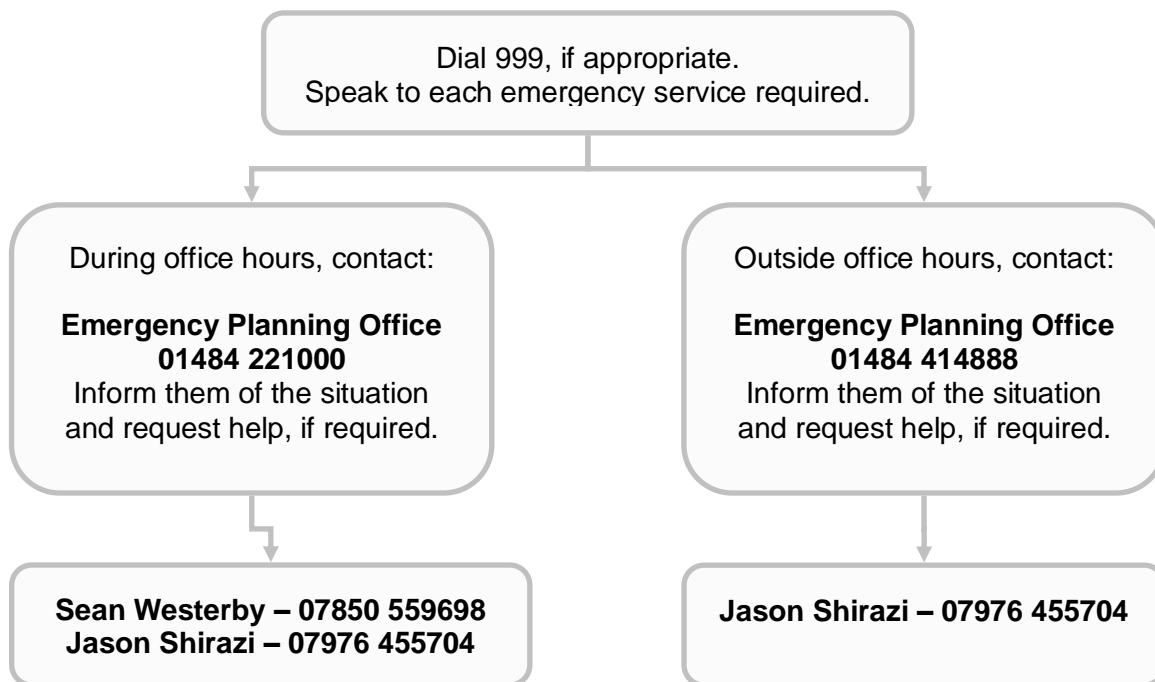 Dial 999, if appropriate.
Speak to each emergency service required.
During office hours, contact:
Emergency Planning Office
01484 221000
Inform them of the situation
and request help, if required.
Outside office hours, contact:
Emergency Planning Office
01484 414888
Inform them of the situation
and request help, if required.
Sean Westerby – 07850 559698
Jason Shirazi – 07976 455704
Jason Shirazi – 07976 455704